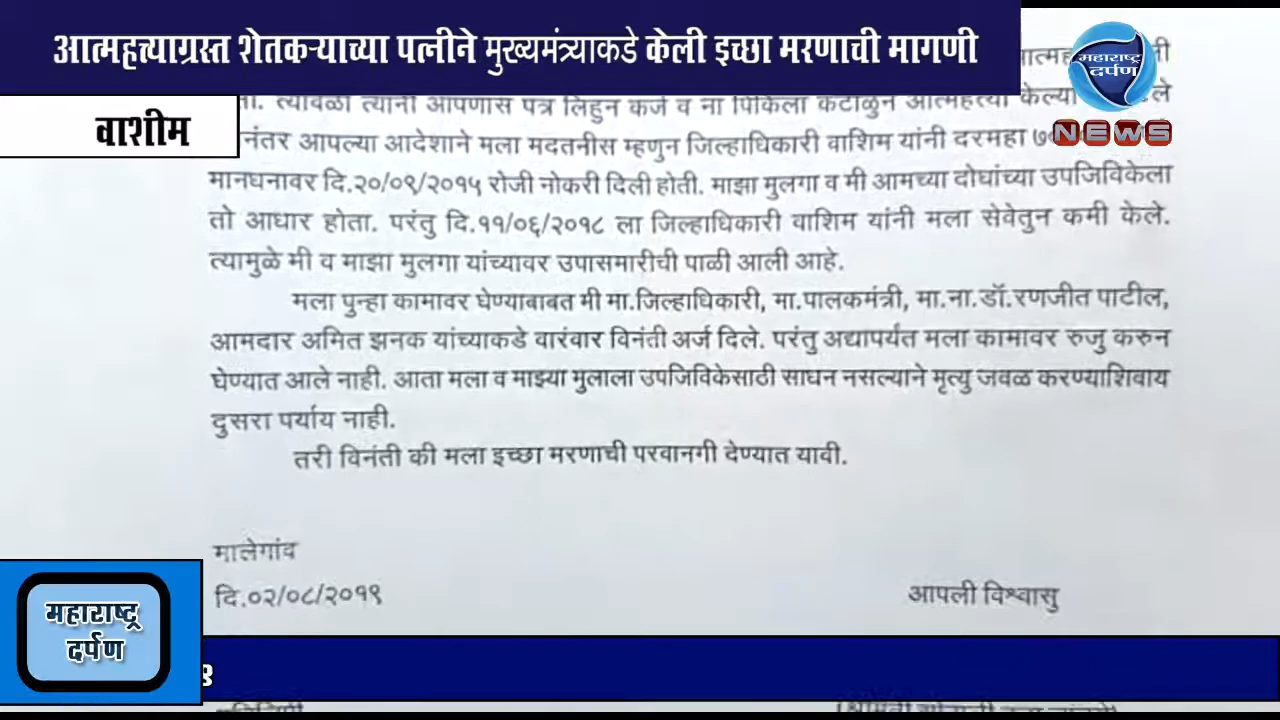 आत्महत्याग्रस्त शेतकऱ्याच्या पत्नीने मुख्यमंत्र्याकडे केली इच्छा मरणाची मागणी
महाराष्ट्र
दर्पण
NEWS
वाशीम
त्यावेळी त्यांनी आपणास पत्र लिहुन कर्ज व ना पिकीला कंटाळुन आत्महत्या केल्या
नंतर आपल्या आदेशाने मला मदतनीस म्हणुन जिल्हाधिकारी वाशिम यांनी दरमहा
मानधनावर दि.२०/०९/२०१५ रोजी नोकरी दिली होती. माझा मुलगा व मी आमच्या दोघांच्या उपजिविकेला
तो आधार होता. परंतु दि.११/०६/२०१८ ला जिल्हाधिकारी वाशिम यांनी मला सेवेतुन कमी केले.
त्यामुळे मी व माझा मुलगा यांच्यावर उपासमारीची पाळी आली आहे.
मला पुन्हा कामावर घेण्याबाबत मी मा.जिल्हाधिकारी, मा.पालकमंत्री, मा.ना.डॉ.रणजीत पाटील,
आमदार अमित झनक यांच्याकडे वारंवार विनंती अर्ज दिले. परंतु अद्यापर्यंत मला कामावर रुजु करुन
घेण्यात आले नाही. आता मला व माझ्या मुलाला उपजिविकेसाठी साधन नसल्याने मृत्यु जवळ करण्याशिवाय
दुसरा पर्याय नाही.
तरी विनंती की मला इच्छा मरणाची परवानगी देण्यात यावी.
मालेगांव
दि.०२/०८/२०१९
आपली विश्वासु
महाराष्ट्र
दर्पण